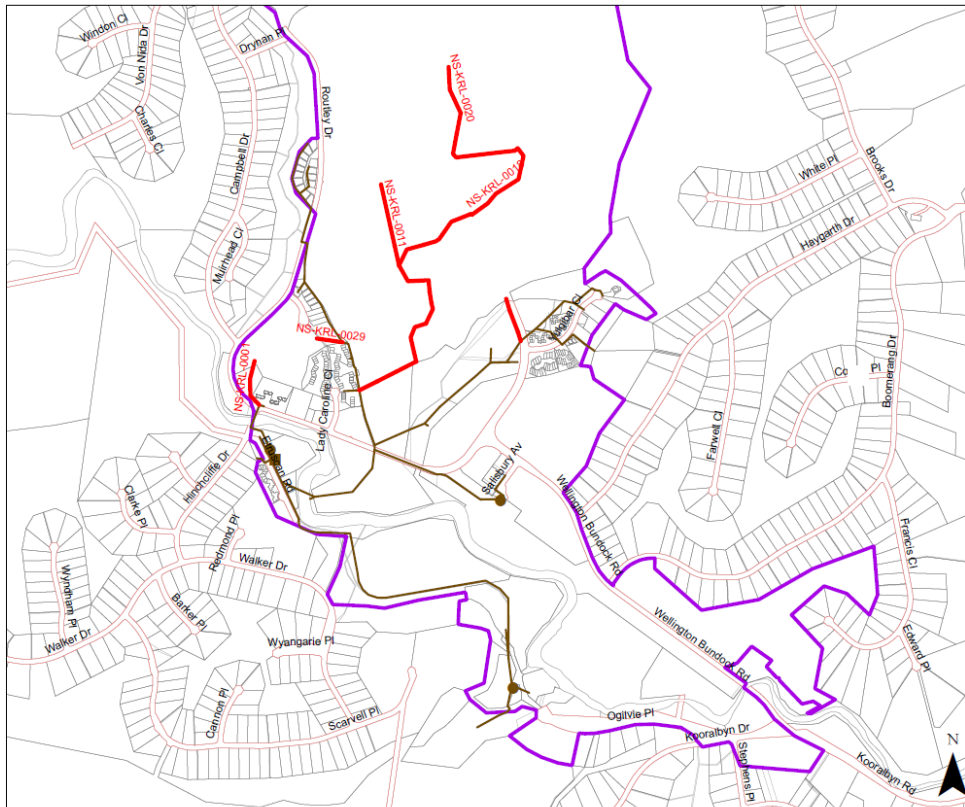 Windon Cl
Von Nida Dr
Drynan Pl
Charles Cl
Campbell Dr
Routley Dr
NS-KRL-0020
NS-KRL-0011
Brooks Dr
White Pl
Haygarth Dr
Muirhead Cl
NS-KRL-0029
NS-KRL-0001
Lady Caroline Cl
Boomerang Dr
Pl
Farwell Cl
Salisbury Av
Hinchcliffe Dr
Clarke Pl
Redmond Pl
Walker Dr
Wyndham Pl
Barker Pl
Walker Dr
Wyangarie Pl
Wellington Bundock Rd
Francis Cl
Wellington Bundock Rd
Edward Pl
Cannon Pl
Scarvell Pl
Ogilvie Pl
Kooralbyn Dr
Stephens Pl
Kooralbyn Rd
N